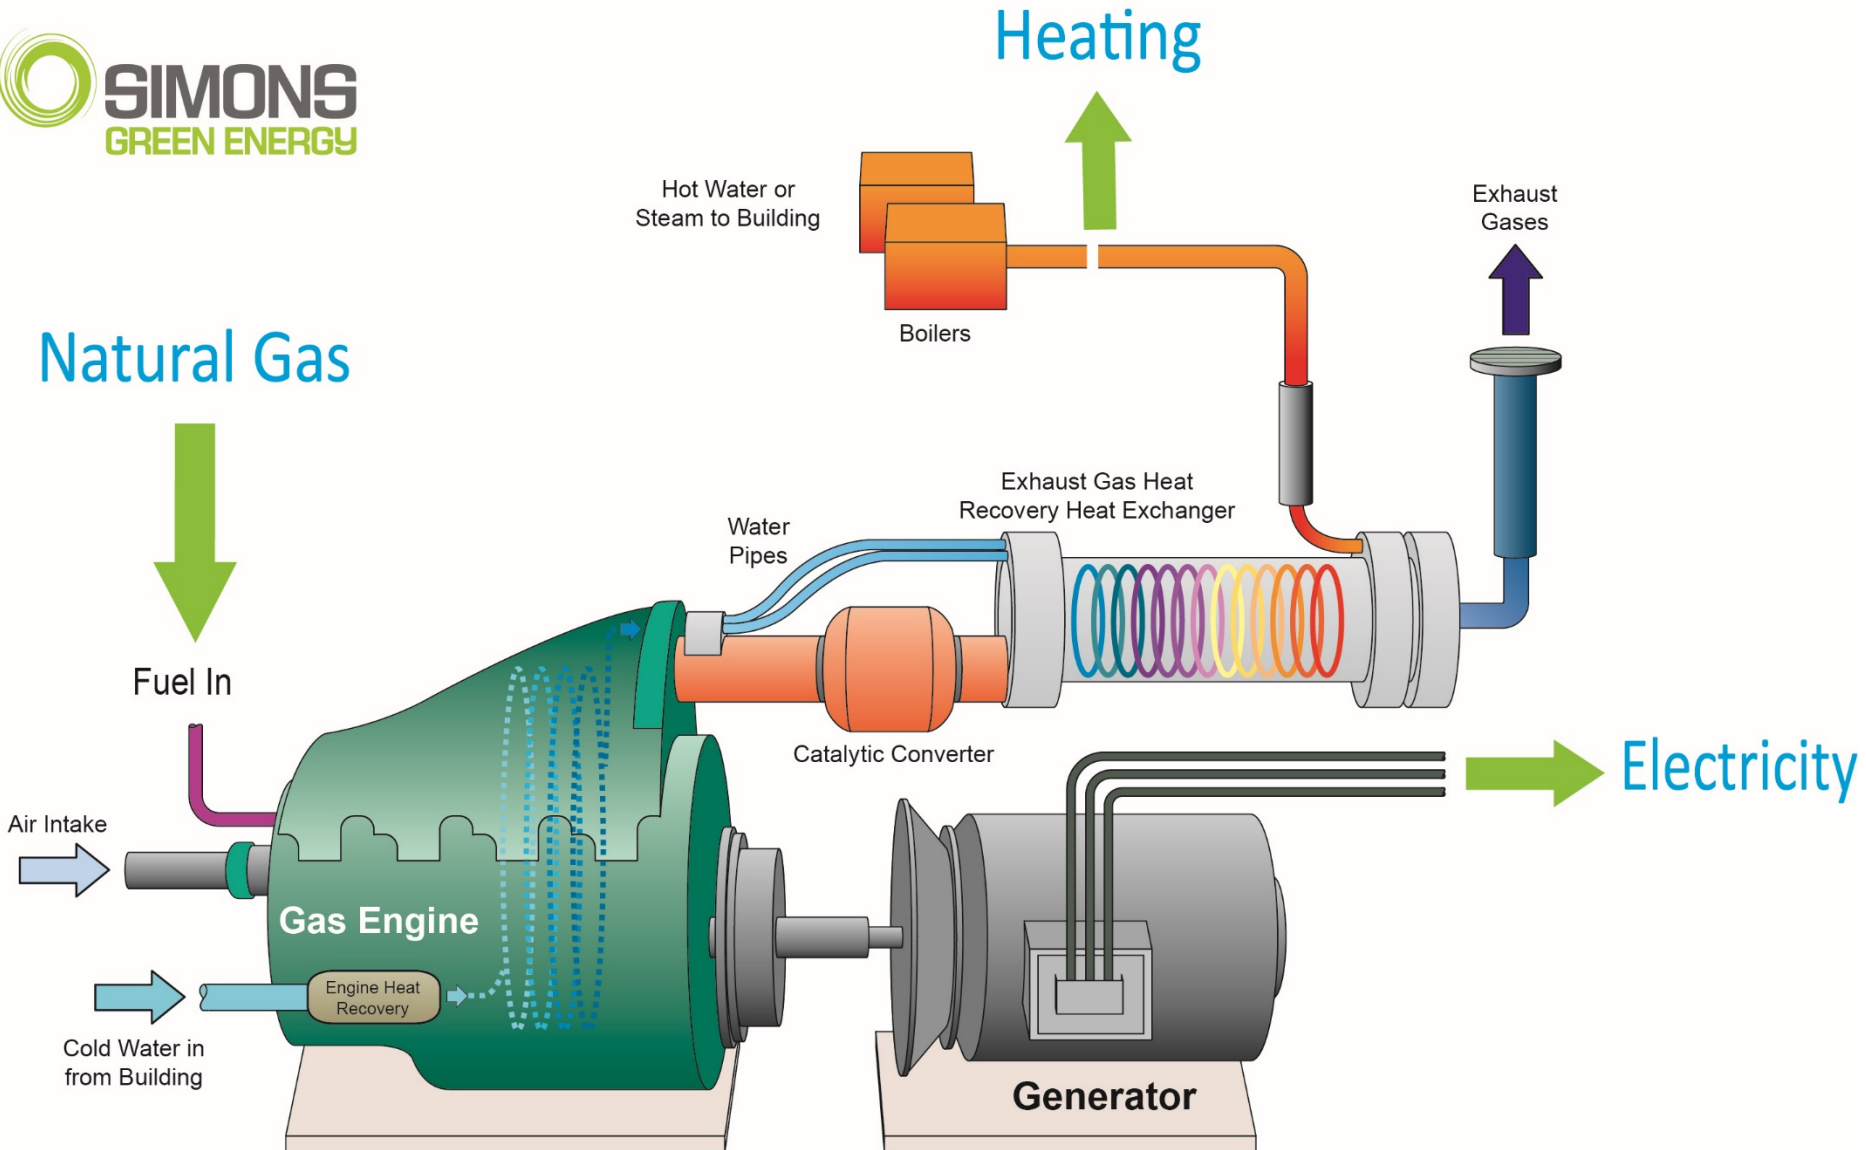 SIMONS
GREEN ENERGY
Heating
Hot Water or
Steam to Building
Exhaust
Gases
Boilers
Natural Gas
Exhaust Gas Heat
Recovery Heat Exchanger
Water
Pipes
Fuel In
Catalytic Converter
Electricity
Air Intake
Gas Engine
Engine Heat
Recovery
Cold Water in
from Building
Generator